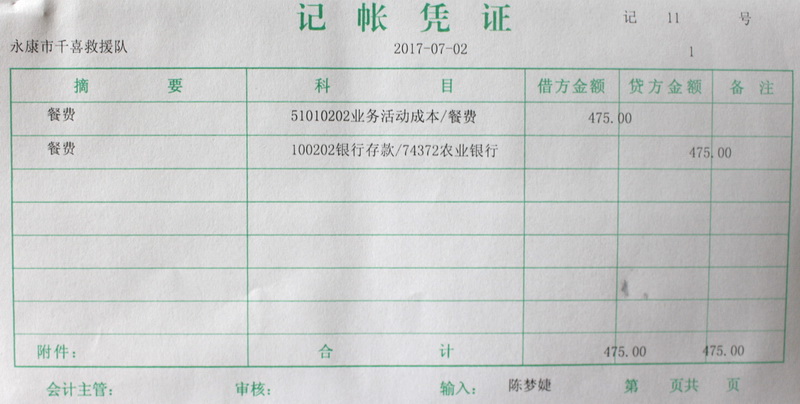 记帐凭证
记 11 号
永康市千喜救援队 2017-07-02 1
摘要 科目 借方金额 贷方金额 备注
餐费 51010202业务活动成本/餐费 475.00
餐费 100202银行存款/74372农业银行 475.00
附件： 合计 475.00 475.00
会计主管： 审核： 输入： 陈梦婕 第 页共 页